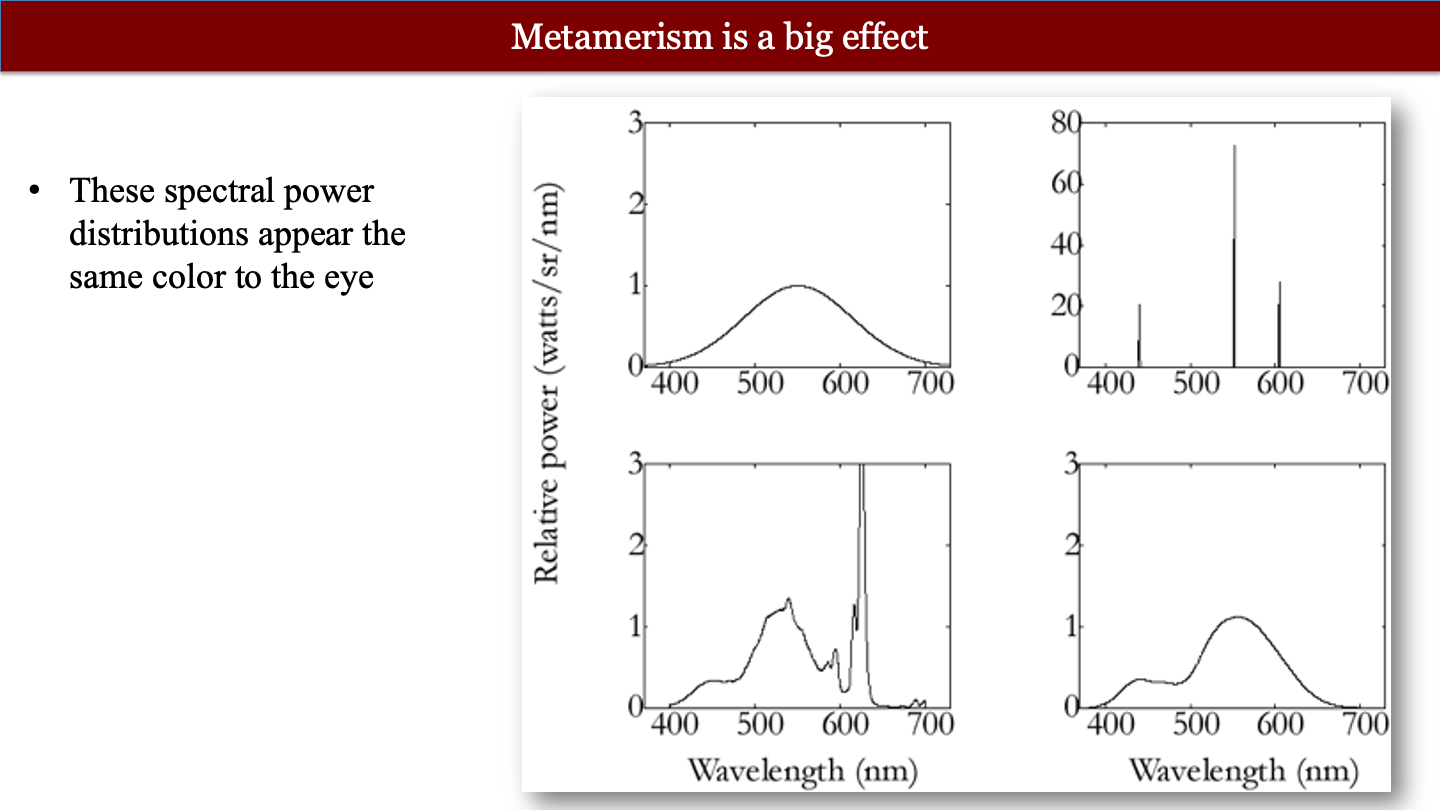 Metamerism is a big effect
• These spectral power
distributions appear the
same color to the eye
Relative power (watts/sr/nm)
3
2
1
0
400 500 600 700
80
60
40
20
0
400 500 600 700
3
2
1
0
400 500 600 700
Wavelength (nm)
3
2
1
0
400 500 600 700
Wavelength (nm)